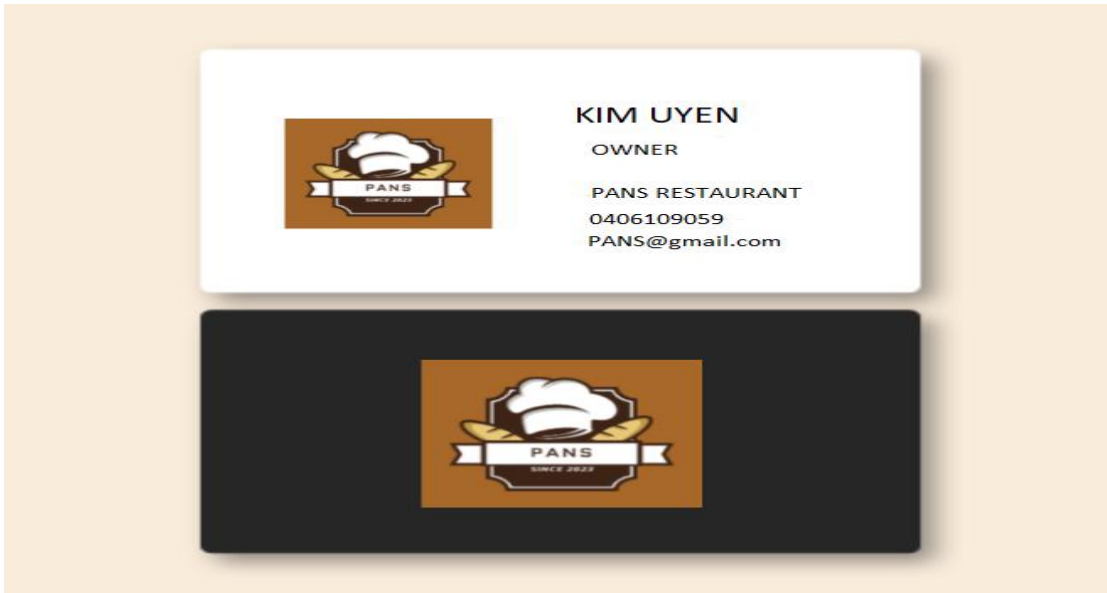 PANS
SINCE 2023
KIM UYEN
OWNER
PANS RESTAURANT
0406109059
PANS@gmail.com
PANS
SINCE 2023